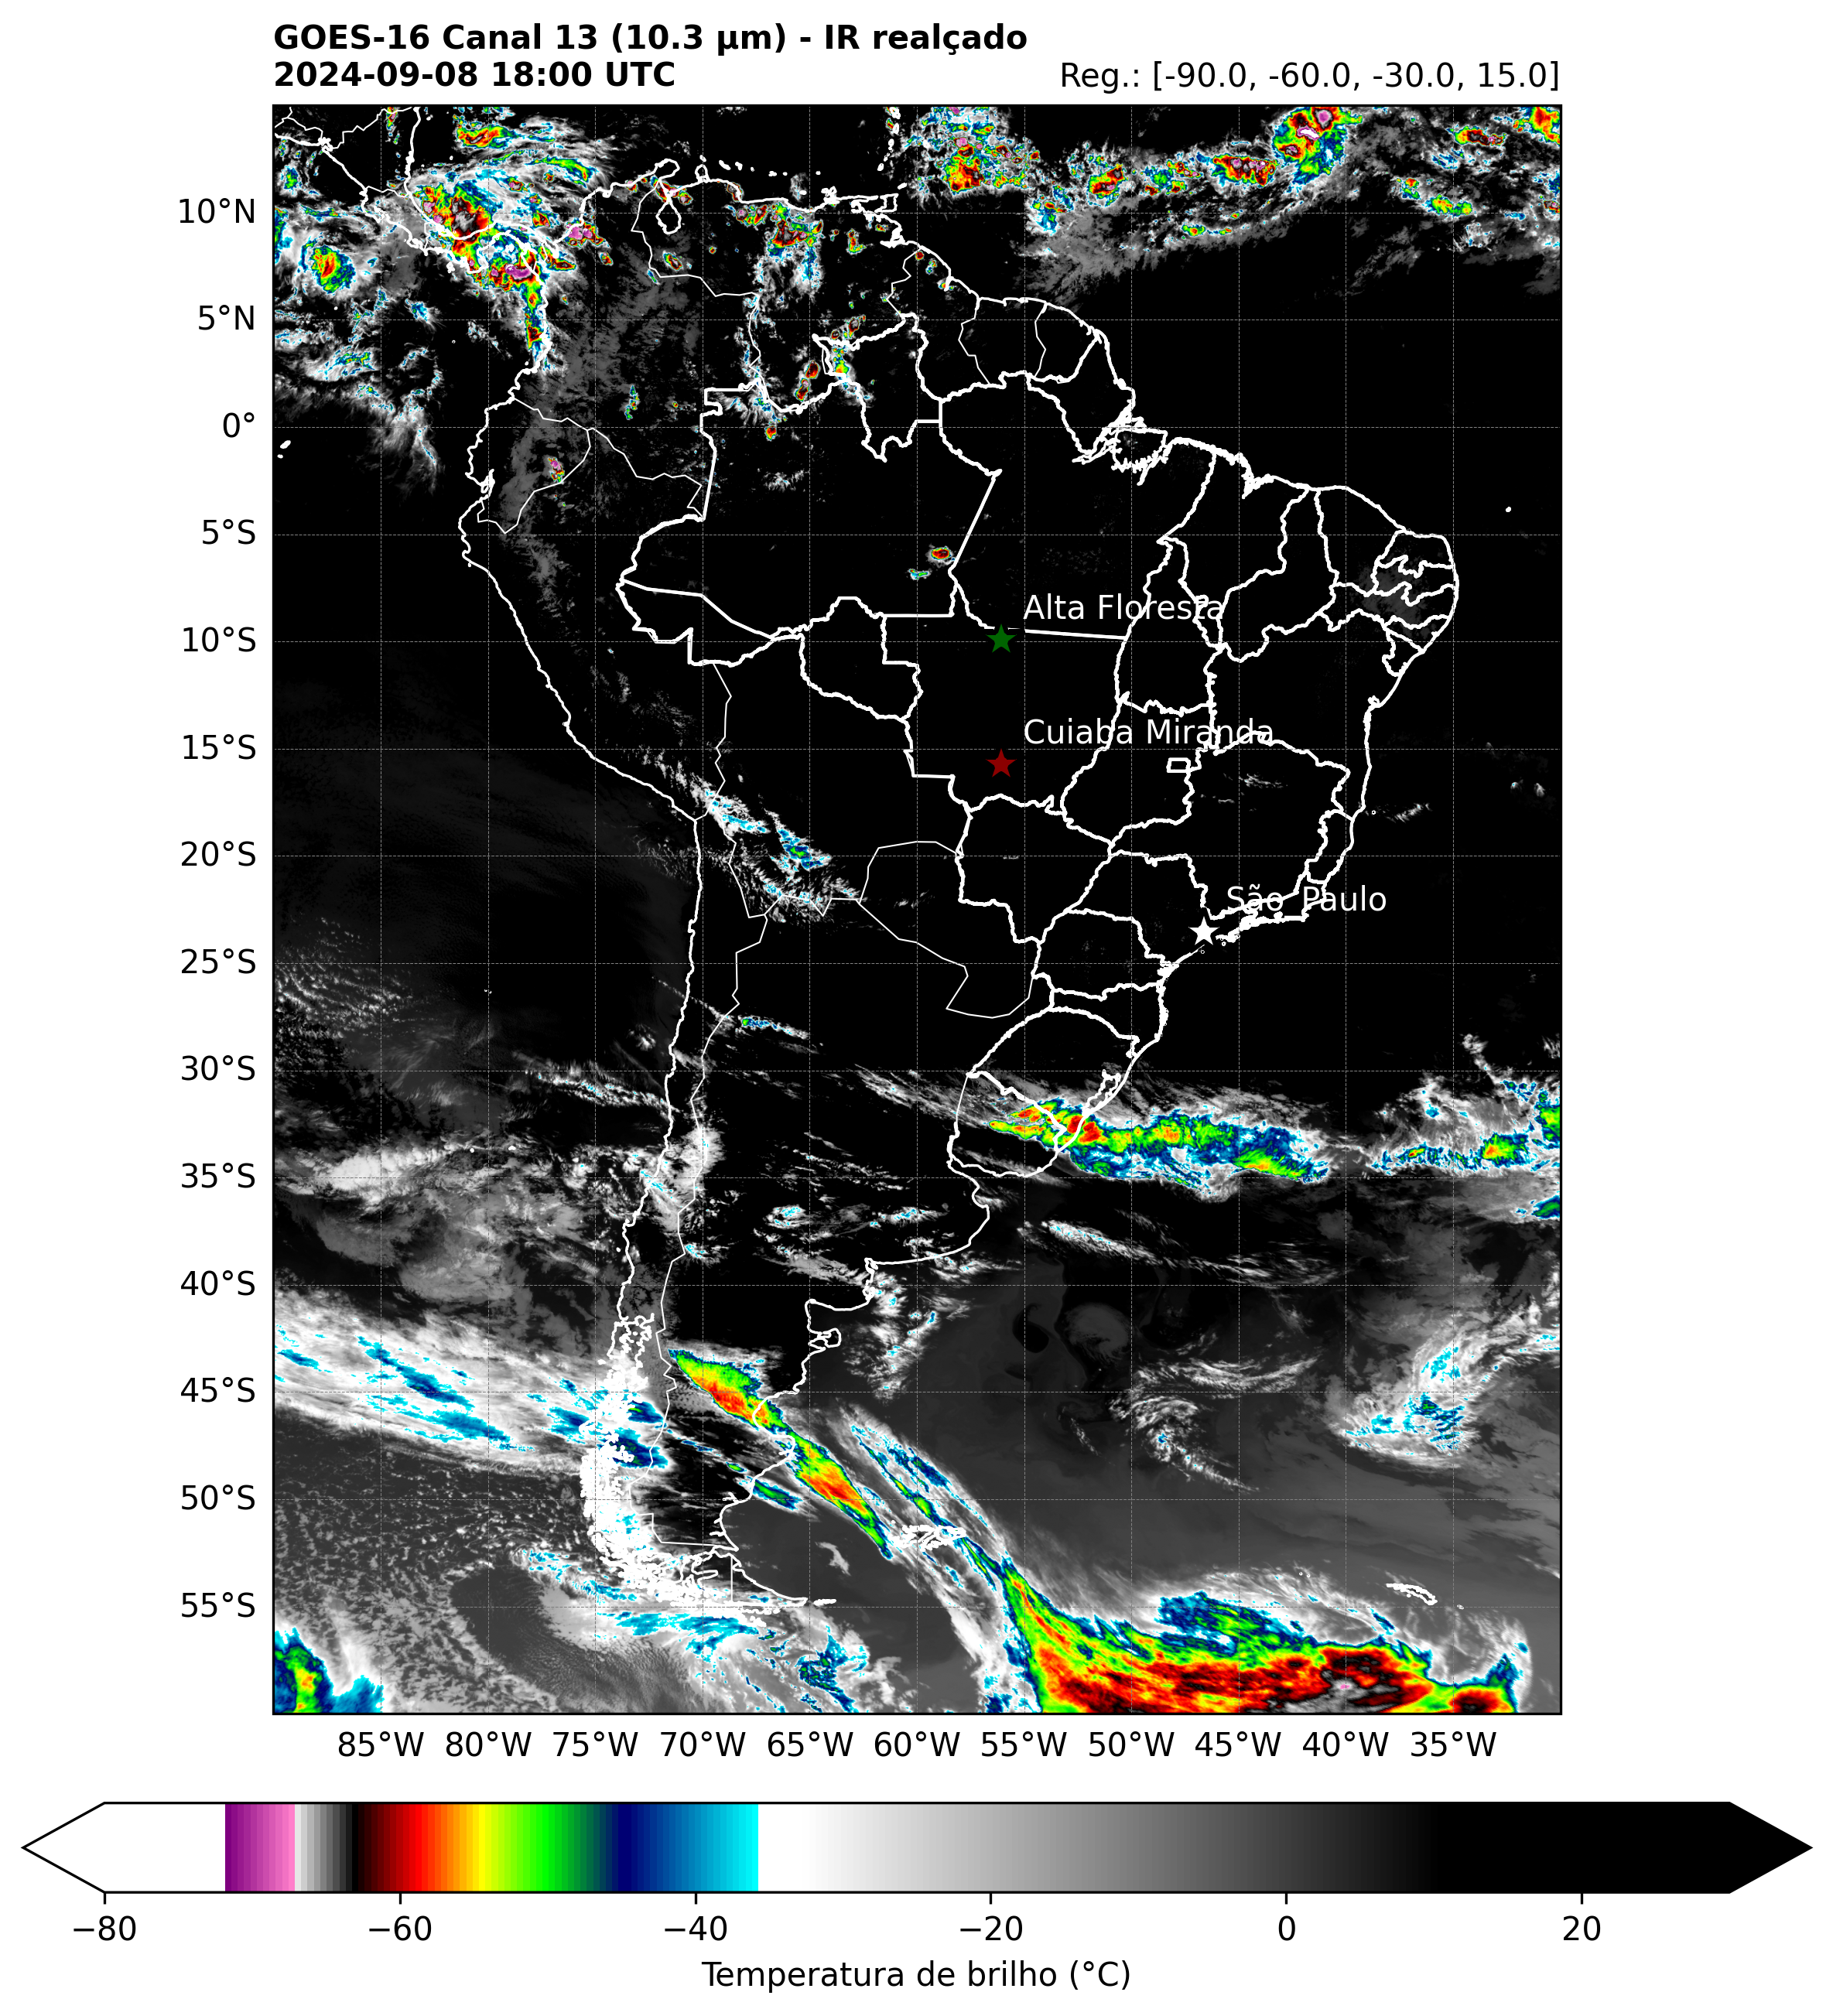 GOES-16 Canal 13 (10.3 µm) - IR realçado
2024-09-08 18:00 UTC
Reg.: [-90.0, -60.0, -30.0, 15.0]
10°N
5°N
0°
5°S
Alta Floresta
10°S
Cuiaba Miranda
15°S
20°S
São Paulo
25°S
30°S
35°S
40°S
45°S
50°S
55°S
85°W 80°W 75°W 70°W 65°W 60°W 55°W 50°W 45°W 40°W 35°W
−80 −60 −40 −20 0 20
Temperatura de brilho (°C)